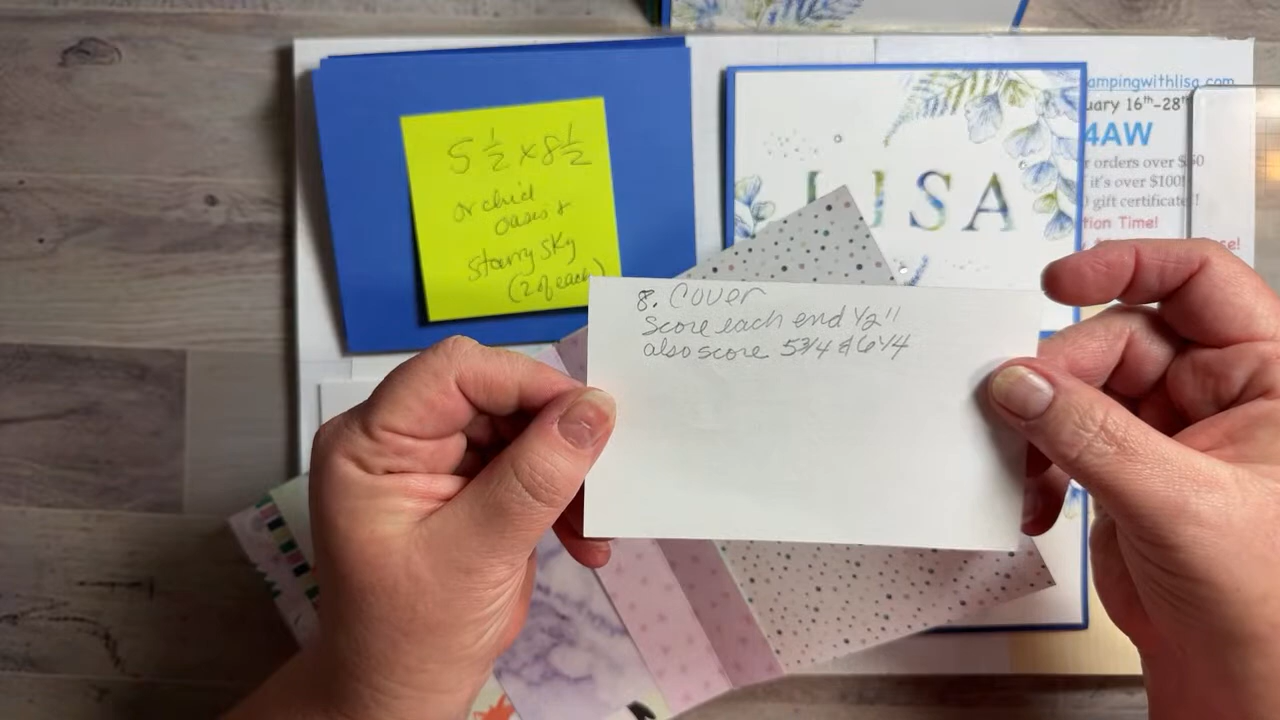 5 1/2 x 8 1/2
orchid
oasis &
starry sky
(2 of each)
LISA
ampingwithlisa.com
uary 16th-28th
4AW
r orders over $50
it's over $100!
gift certificate!
tion Time!
se!
8. Cover
Score each end 1/2"
also score 5 3/4 & 6 1/4